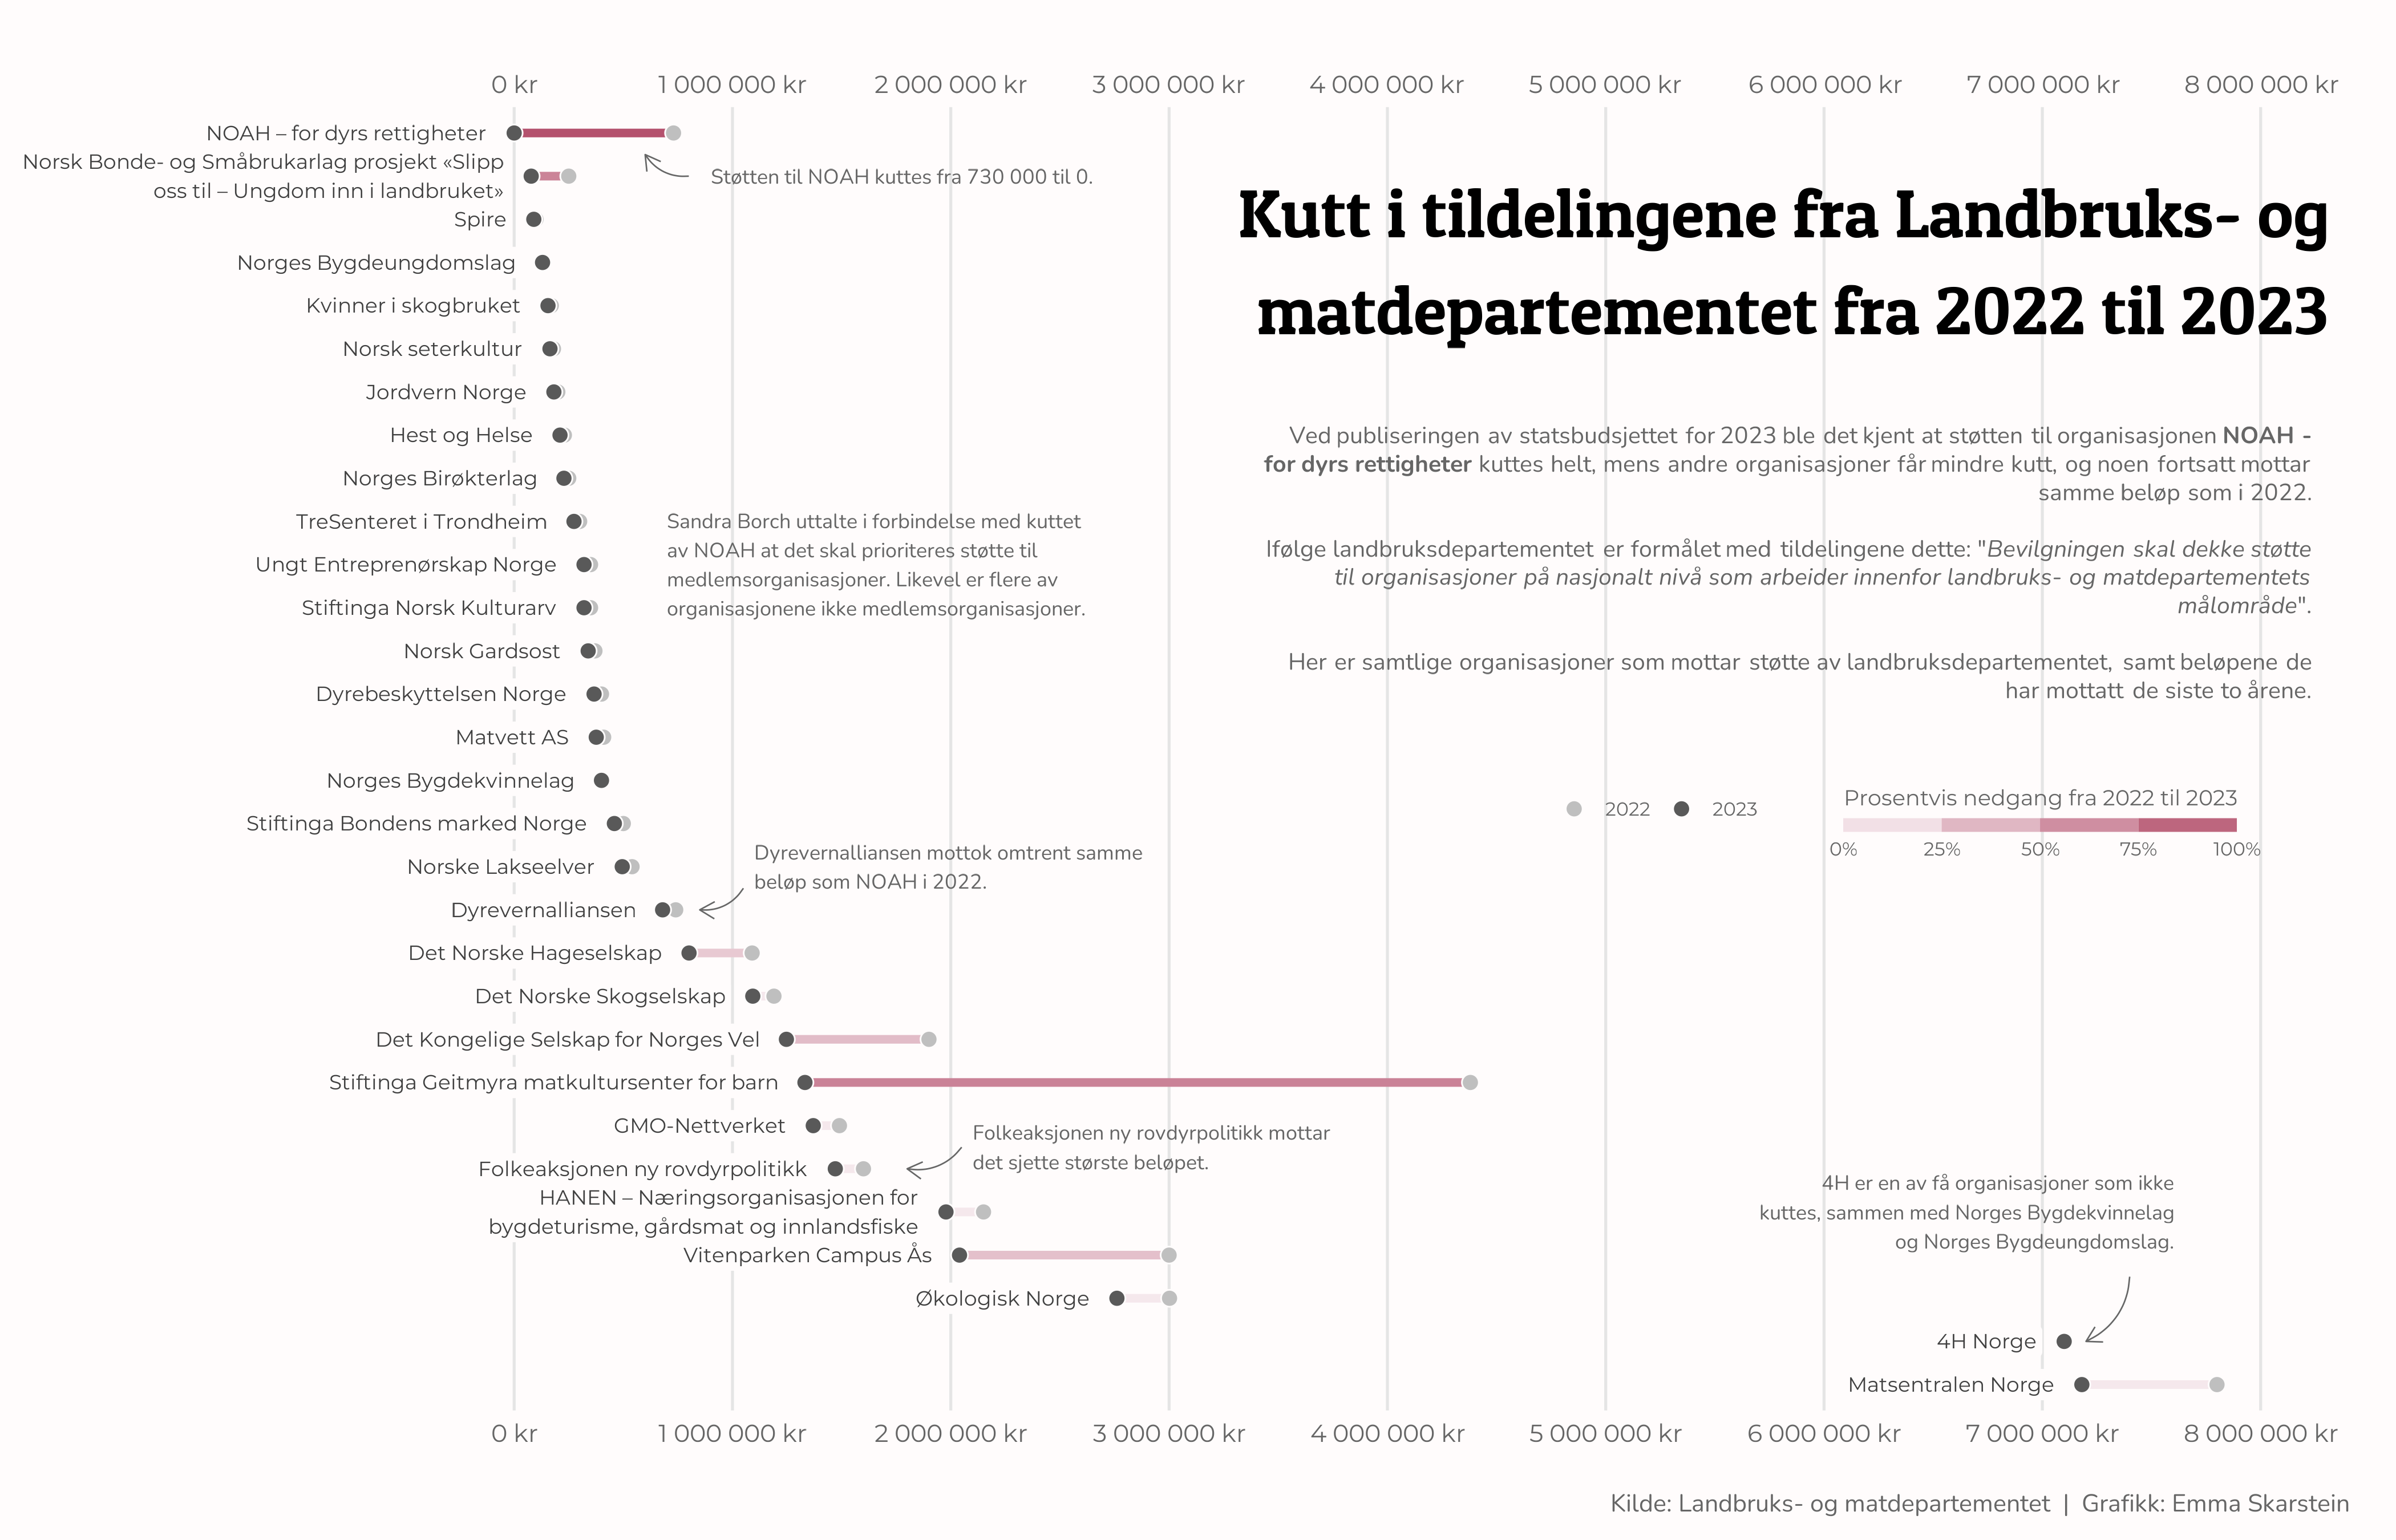 0 kr 1 000 000 kr 2 000 000 kr 3 000 000 kr 4 000 000 kr 5 000 000 kr 6 000 000 kr 7 000 000 kr 8 000 000 kr
NOAH – for dyrs rettigheter
Norsk Bonde- og Småbrukarlag prosjekt «Slipp
oss til – Ungdom inn i landbruket»
Støtten til NOAH kuttes fra 730 000 til 0.
Spire
Norges Bygdeungdomslag
Kvinner i skogbruket
Norsk seterkultur
Jordvern Norge
Hest og Helse
Norges Birøkterlag
TreSenteret i Trondheim
Ungt Entreprenørskap Norge
Stiftinga Norsk Kulturarv
Norsk Gardsost
Dyrebeskyttelsen Norge
Matvett AS
Norges Bygdekvinnelag
Stiftinga Bondens marked Norge
Norske Lakseelver
Dyrevernalliansen
Det Norske Hageselskap
Det Norske Skogselskap
Det Kongelige Selskap for Norges Vel
Stiftinga Geitmyra matkultursenter for barn
GMO-Nettverket
Folkeaksjonen ny rovdyrpolitikk
HANEN – Næringsorganisasjonen for
bygdeturisme, gårdsmat og innlandsfiske
Vitenparken Campus Ås
Økologisk Norge
4H Norge
Matsentralen Norge
Kutt i tildelingene fra Landbruks- og
matdepartementet fra 2022 til 2023
Ved publiseringen av statsbudsjettet for 2023 ble det kjent at støtten til organisasjonen NOAH -
for dyrs rettigheter kuttes helt, mens andre organisasjoner får mindre kutt, og noen fortsatt mottar
samme beløp som i 2022.
Ifølge landbruksdepartementet er formålet med tildelingene dette: "Bevilgningen skal dekke støtte
til organisasjoner på nasjonalt nivå som arbeider innenfor landbruks- og matdepartementets
målområde".
Her er samtlige organisasjoner som mottar støtte av landbruksdepartementet, samt beløpene de
har mottatt de siste to årene.
Sandra Borch uttalte i forbindelse med kuttet
av NOAH at det skal prioriteres støtte til
medlemsorganisasjoner. Likevel er flere av
organisasjonene ikke medlemsorganisasjoner.
2022 2023
Prosentvis nedgang fra 2022 til 2023
0% 25% 50% 75% 100%
Dyrevernalliansen mottok omtrent samme
beløp som NOAH i 2022.
Folkeaksjonen ny rovdyrpolitikk mottar
det sjette største beløpet.
4H er en av få organisasjoner som ikke
kuttes, sammen med Norges Bygdekvinnelag
og Norges Bygdeungdomslag.
0 kr 1 000 000 kr 2 000 000 kr 3 000 000 kr 4 000 000 kr 5 000 000 kr 6 000 000 kr 7 000 000 kr 8 000 000 kr
Kilde: Landbruks- og matdepartementet | Grafikk: Emma Skarstein